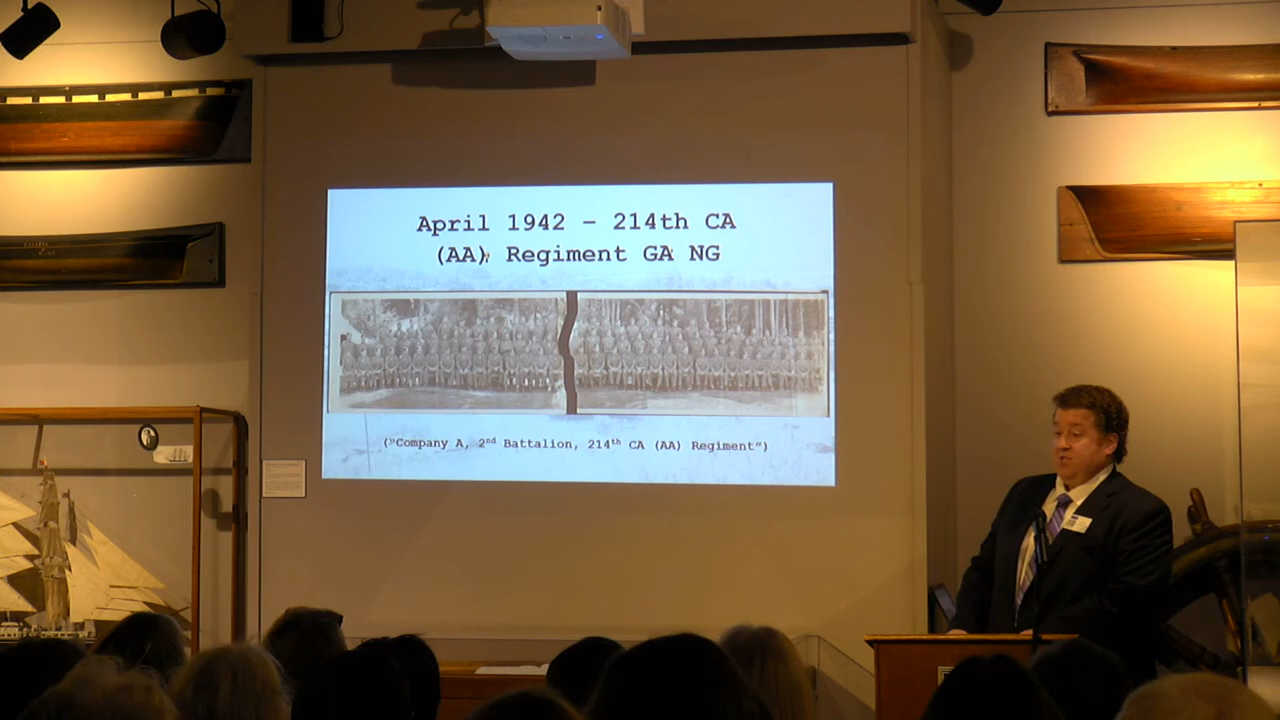 April 1942 – 214th CA
(AA) Regiment GA NG
("Company A, 2nd Battalion, 214th CA (AA) Regiment")